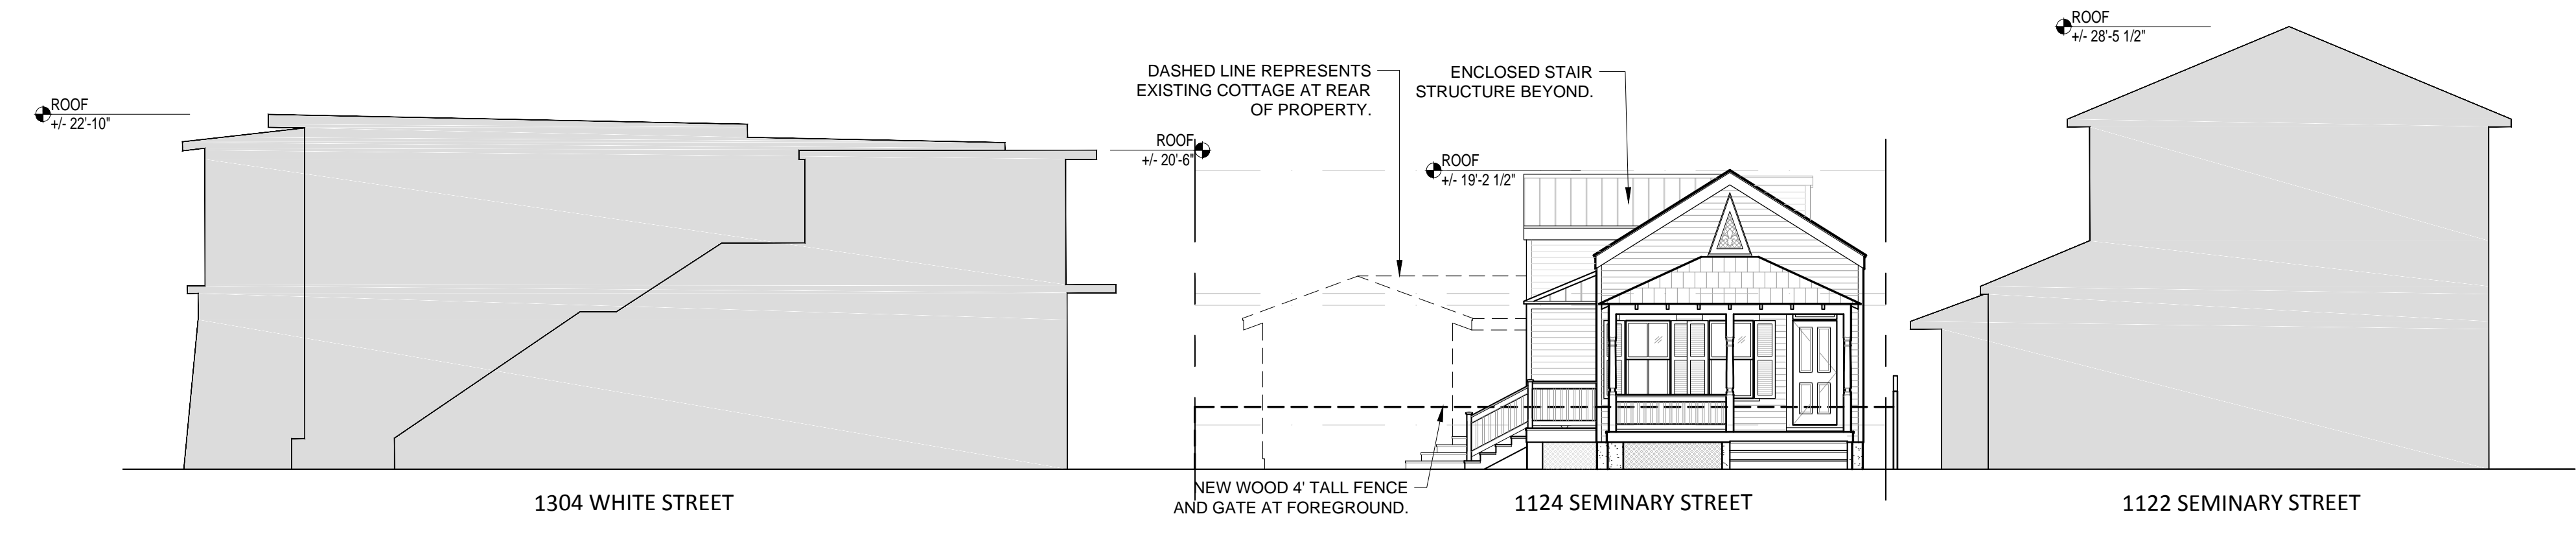 ROOF
+/- 22'-10"
DASHED LINE REPRESENTS
EXISTING COTTAGE AT REAR
OF PROPERTY.
ROOF
+/- 20'-6"
ENCLOSED STAIR
STRUCTURE BEYOND.
ROOF
+/- 19'-2 1/2"
ROOF
+/- 28'-5 1/2"
NEW WOOD 4' TALL FENCE
AND GATE AT FOREGROUND.
1304 WHITE STREET
1124 SEMINARY STREET
1122 SEMINARY STREET